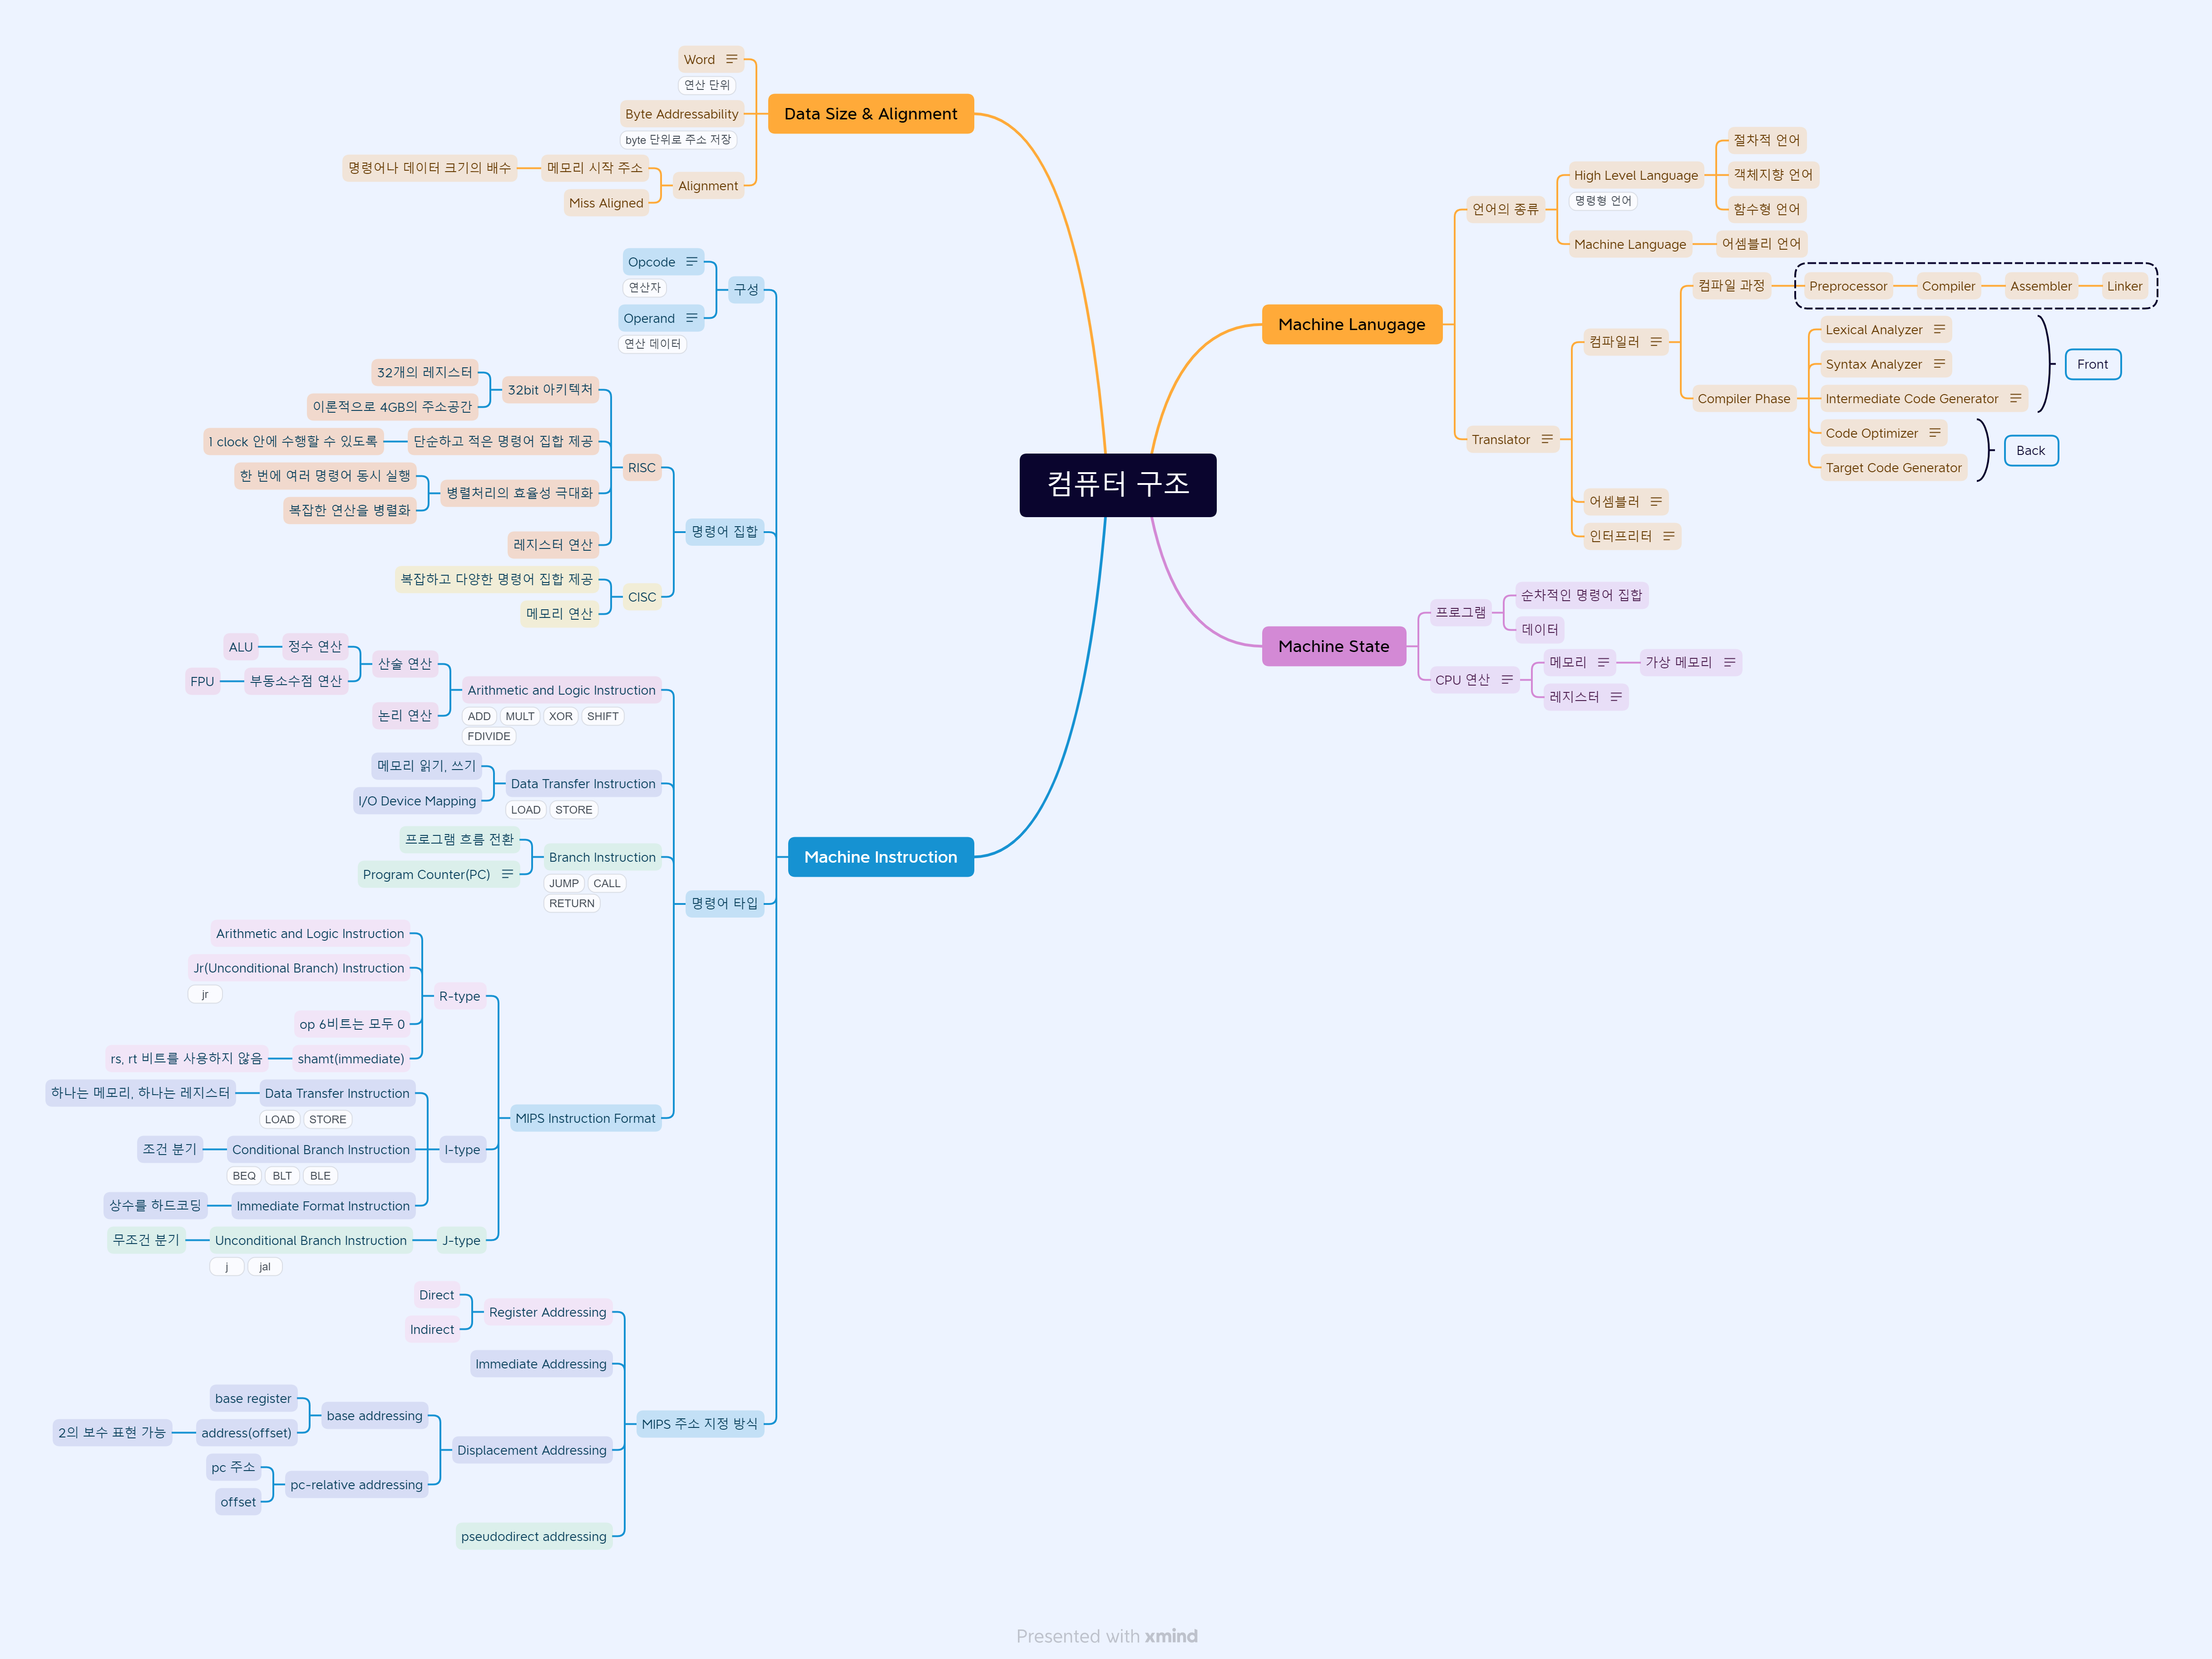 컴퓨터 구조
Machine Lanugage
언어의 종류
High Level Language
명령형 언어
절차적 언어
객체지향 언어
함수형 언어
Machine Language
어셈블리 언어
Translator
컴파일러
컴파일 과정
Preprocessor
Compiler
Assembler
Linker
Compiler Phase
Lexical Analyzer
Syntax Analyzer
Intermediate Code Generator
Front
Code Optimizer
Target Code Generator
Back
어셈블러
인터프리터
Machine State
프로그램
순차적인 명령어 집합
데이터
CPU 연산
메모리
가상 메모리
레지스터
Data Size & Alignment
Word
연산 단위
Byte Addressability
byte 단위로 주소 저장
Alignment
메모리 시작 주소
명령어나 데이터 크기의 배수
Miss Aligned
Machine Instruction
구성
Opcode
연산자
Operand
연산 데이터
명령어 집합
RISC
32bit 아키텍처
32개의 레지스터
이론적으로 4GB의 주소공간
단순하고 적은 명령어 집합 제공
1 clock 안에 수행할 수 있도록
병렬처리의 효율성 극대화
한 번에 여러 명령어 동시 실행
복잡한 연산을 병렬화
레지스터 연산
CISC
복잡하고 다양한 명령어 집합 제공
메모리 연산
명령어 타입
Arithmetic and Logic Instruction
ADD MULT XOR SHIFT
FDIVIDE
산술 연산
정수 연산
ALU
부동소수점 연산
FPU
논리 연산
Data Transfer Instruction
LOAD STORE
메모리 읽기, 쓰기
I/O Device Mapping
Branch Instruction
JUMP CALL
RETURN
프로그램 흐름 전환
Program Counter(PC)
MIPS Instruction Format
R-type
Arithmetic and Logic Instruction
Jr(Unconditional Branch) Instruction
jr
op 6비트는 모두 0
shamt(immediate)
rs, rt 비트를 사용하지 않음
I-type
Data Transfer Instruction
LOAD STORE
하나는 메모리, 하나는 레지스터
Conditional Branch Instruction
BEQ BLT BLE
조건 분기
Immediate Format Instruction
상수를 하드코딩
J-type
Unconditional Branch Instruction
j jal
무조건 분기
MIPS 주소 지정 방식
Register Addressing
Direct
Indirect
Immediate Addressing
Displacement Addressing
base addressing
base register
address(offset)
2의 보수 표현 가능
pc-relative addressing
pc 주소
offset
pseudodirect addressing
Presented with xmind